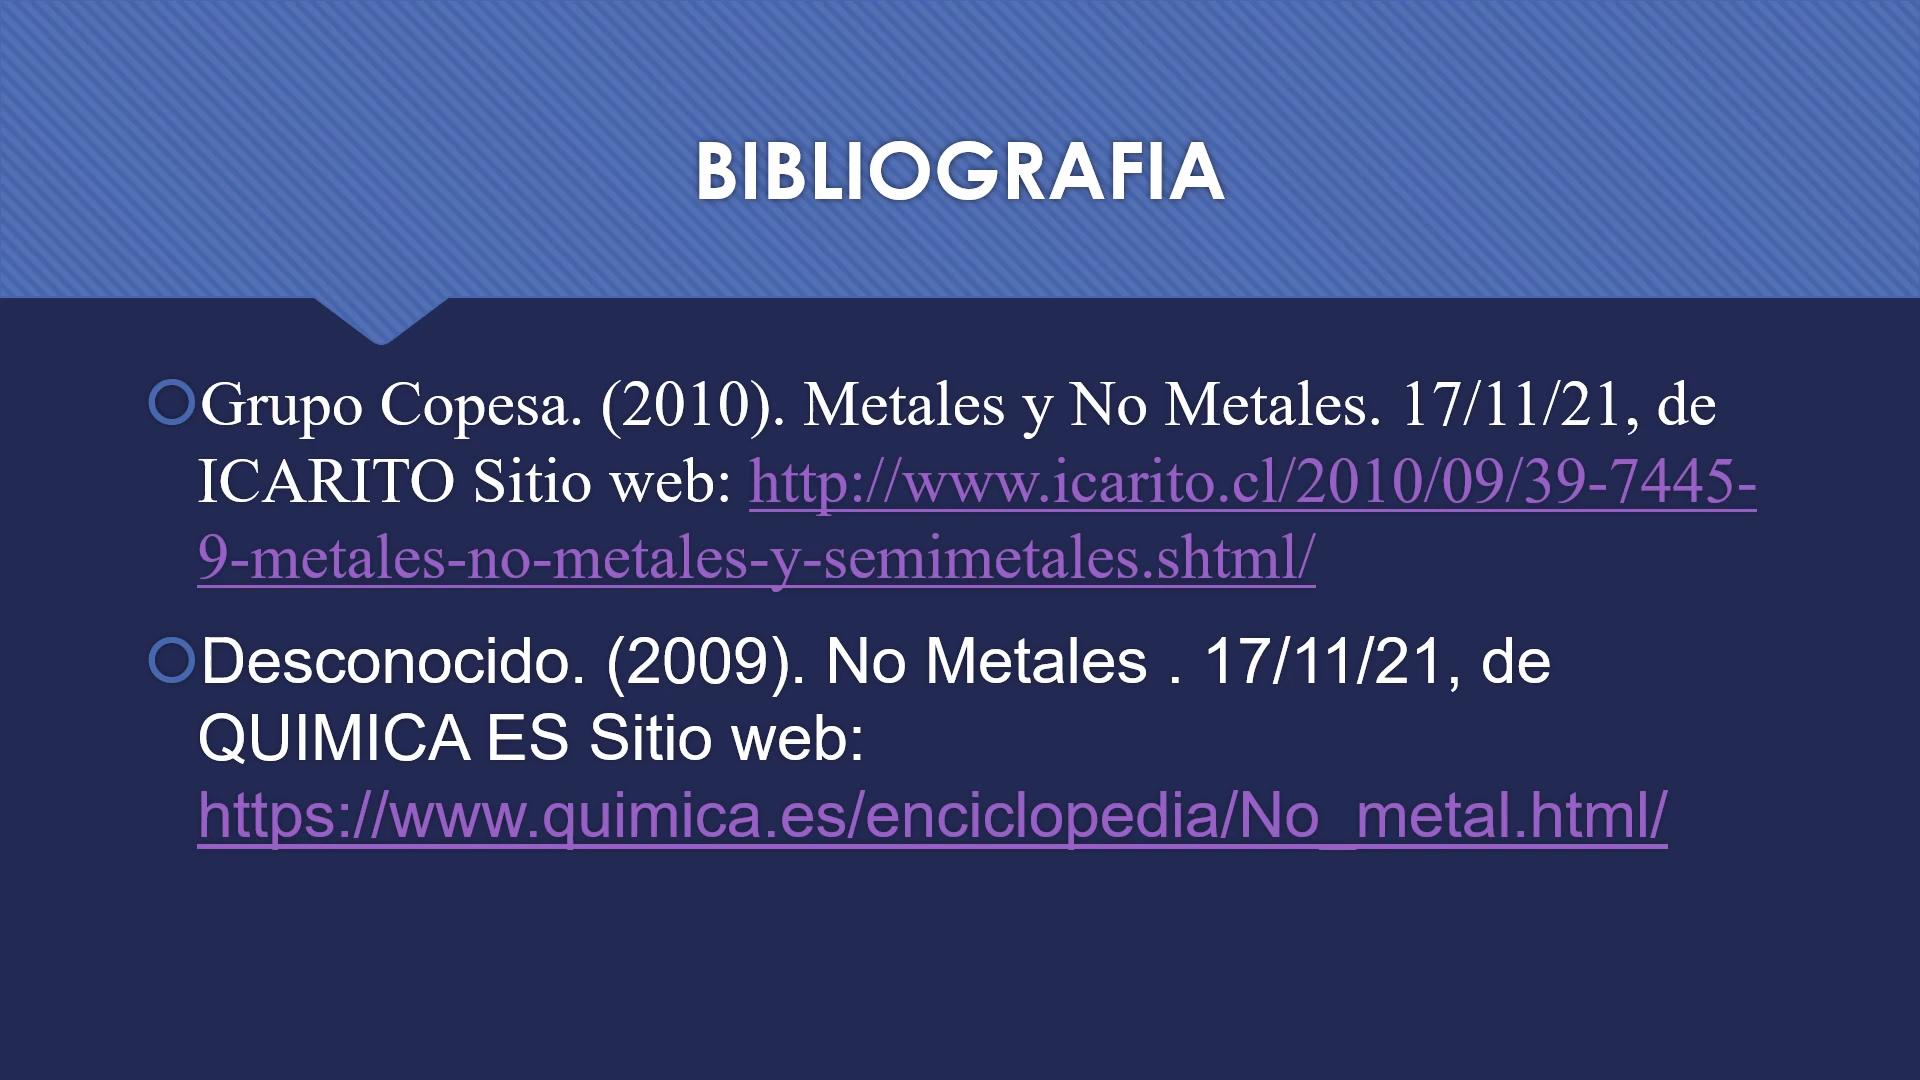 BIBLIOGRAFIA
Grupo Copesa. (2010). Metales y No Metales. 17/11/21, de
ICARITO Sitio web: http://www.icarito.cl/2010/09/39-7445-
9-metales-no-metales-y-semimetales.shtml/
Desconocido. (2009). No Metales . 17/11/21, de
QUIMICA ES Sitio web:
https://www.quimica.es/enciclopedia/No_metal.html/